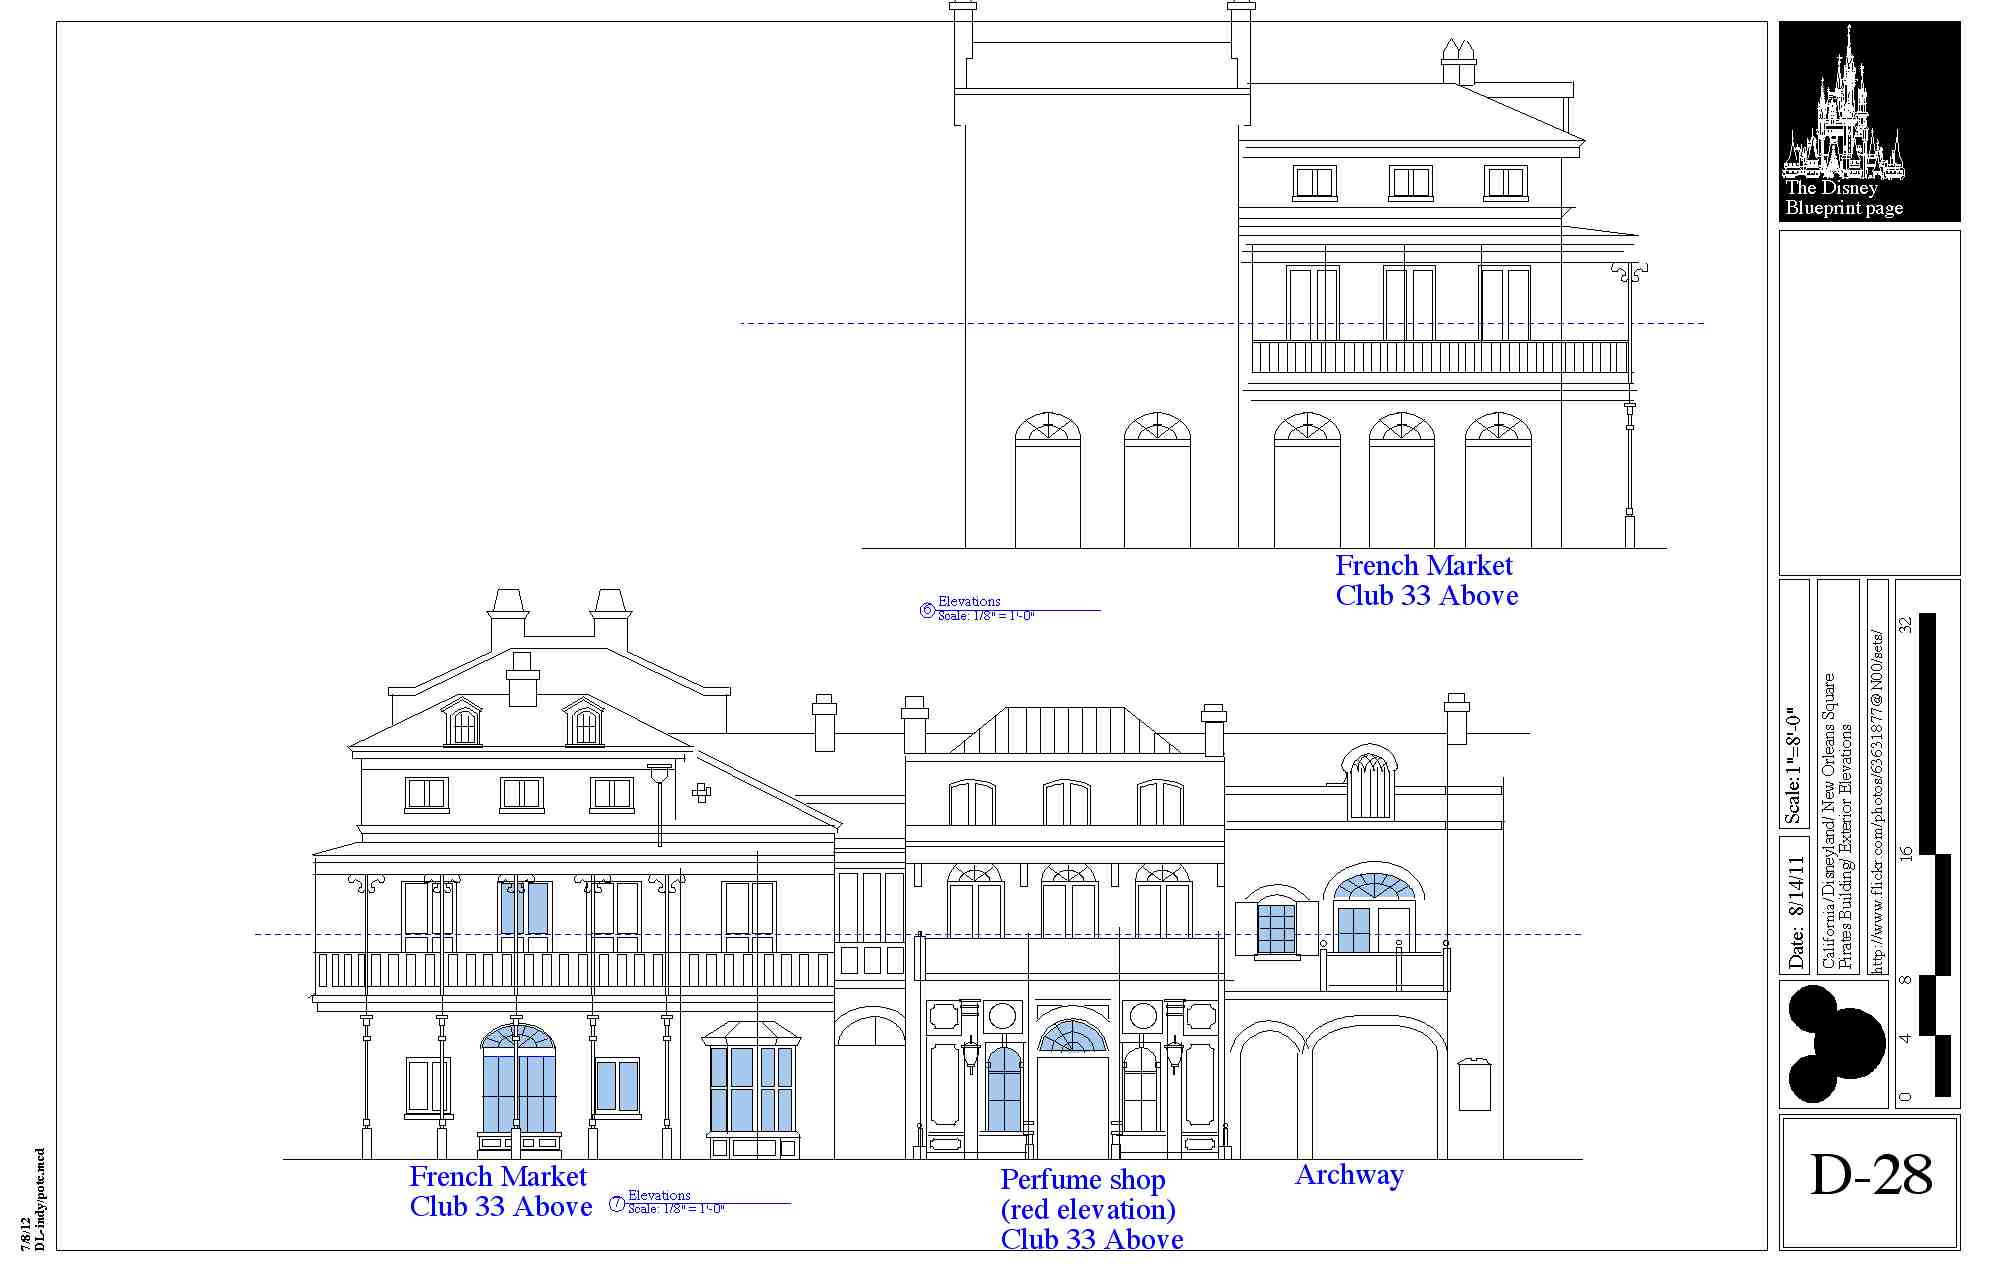 The Disney
Blueprint page
French Market
Club 33 Above
6
Elevations
Scale: 1/8" = 1'-0"
French Market
Club 33 Above
7
Elevations
Scale: 1/8" = 1'-0"
Perfume shop
(red elevation)
Club 33 Above
Archway
Scale: 1"=8'-0"
Date: 8/14/11
California/Disneyland/ New Orleans Square
Pirates Building/ Exterior Elevations
http://www.flickr.com/photos/63631877@N00/sets/
32
16
8
4
0
D-28
7/8/12
DL-indy/potc.mcd